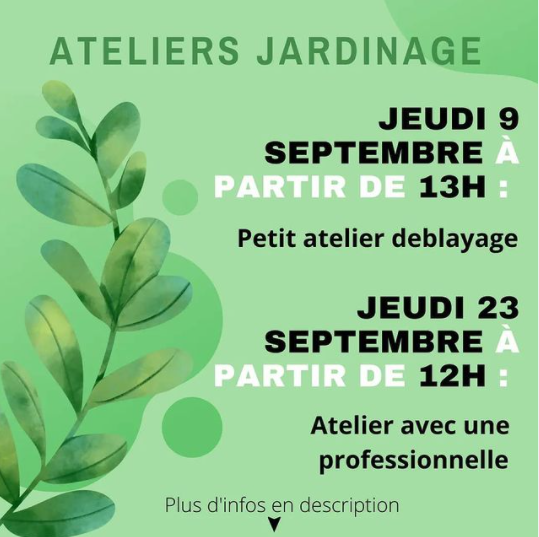 ATELIERS JARDINAGE
JEUDI 9
SEPTEMBRE À
PARTIR DE 13H :
Petit atelier deblayage
JEUDI 23
SEPTEMBRE À
PARTIR DE 12H :
Atelier avec une
professionnelle
Plus d'infos en description